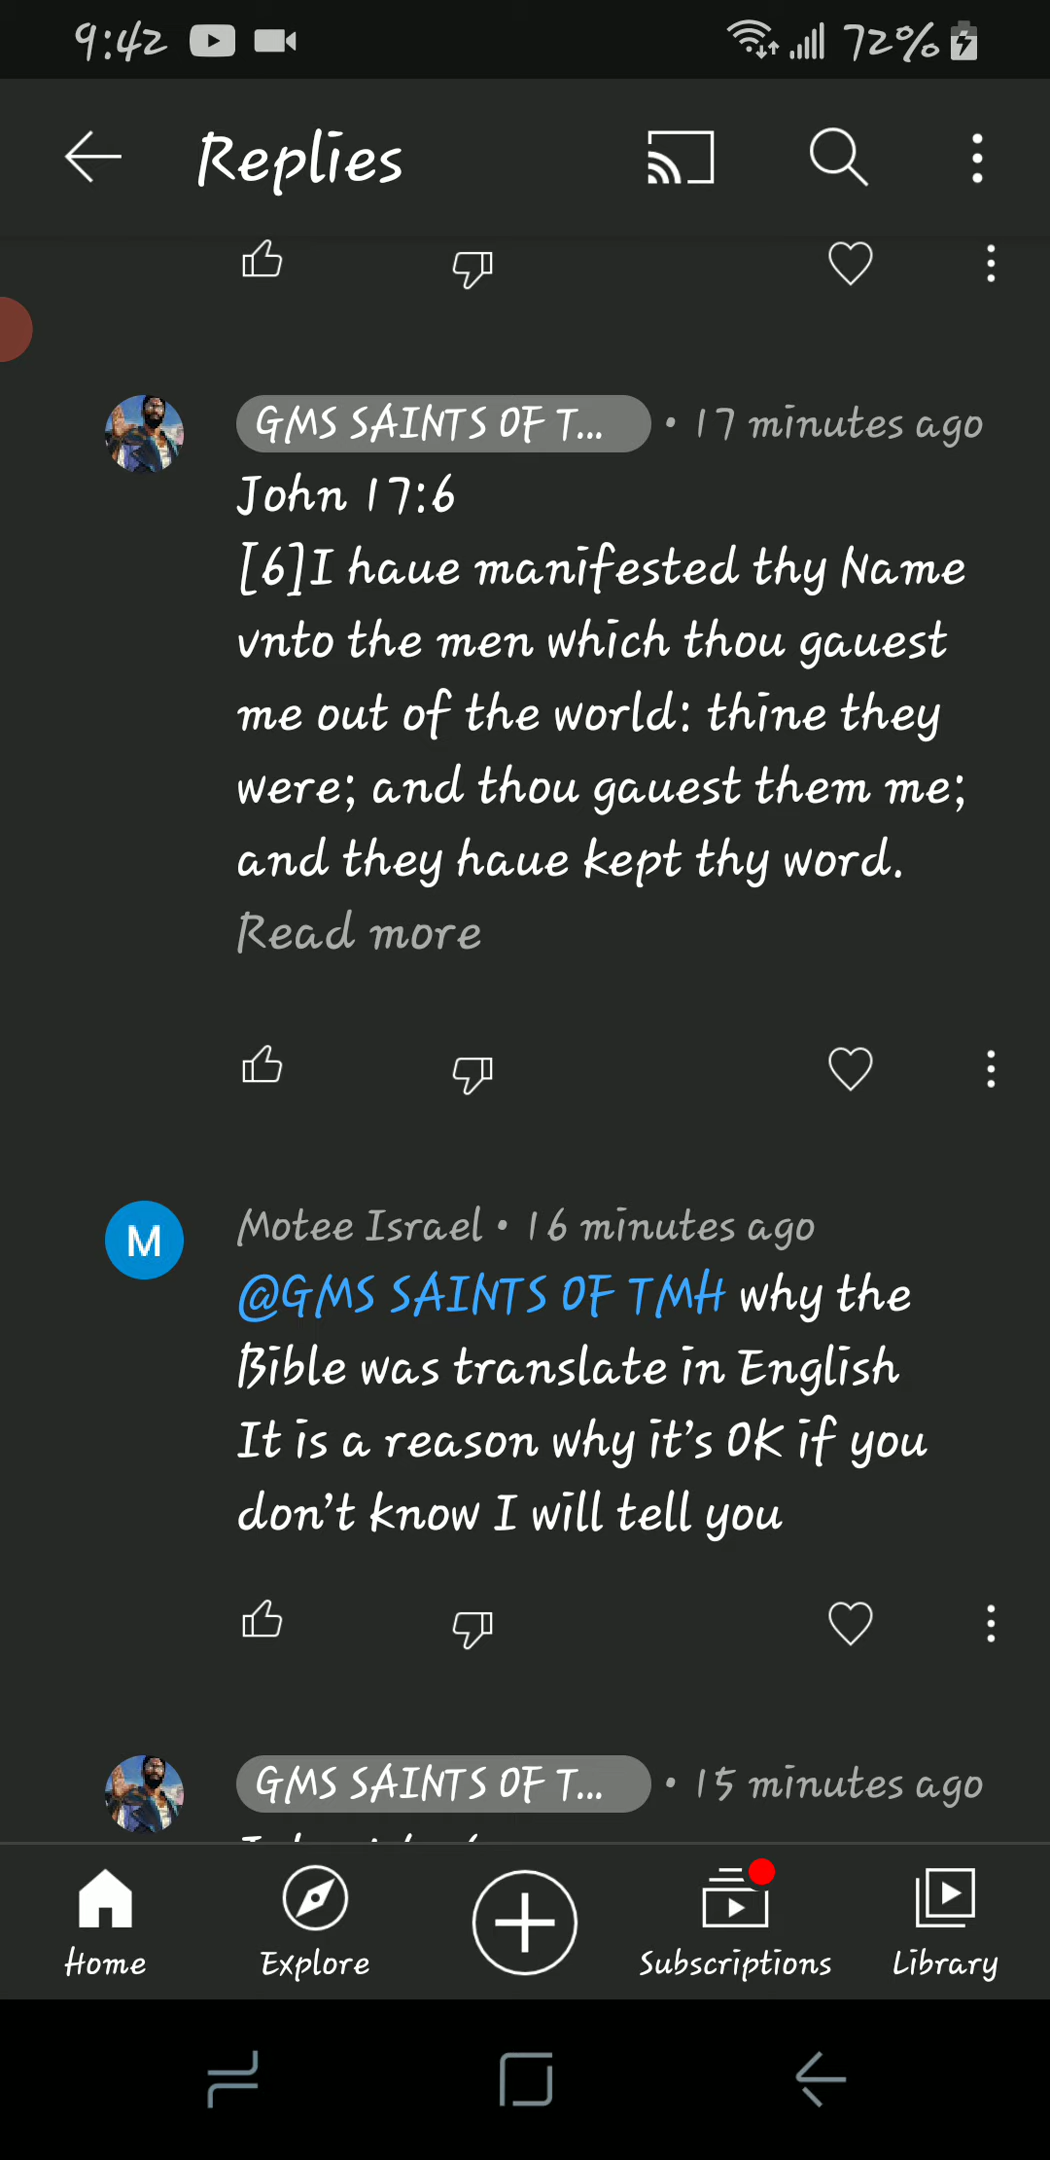 9:42 72%
Replies
GMS SAINTS OF T... • 17 minutes ago
John 17:6
[6]I haue manifested thy Name
vnto the men which thou gauest
me out of the world: thine they
were; and thou gauest them me;
and they haue kept thy word.
Read more
M
Motee Israel • 16 minutes ago
@GMS SAINTS OF TMH why the
Bible was translate in English
It is a reason why it's OK if you
don't know I will tell you
GMS SAINTS OF T... • 15 minutes ago
Home Explore Subscriptions Library